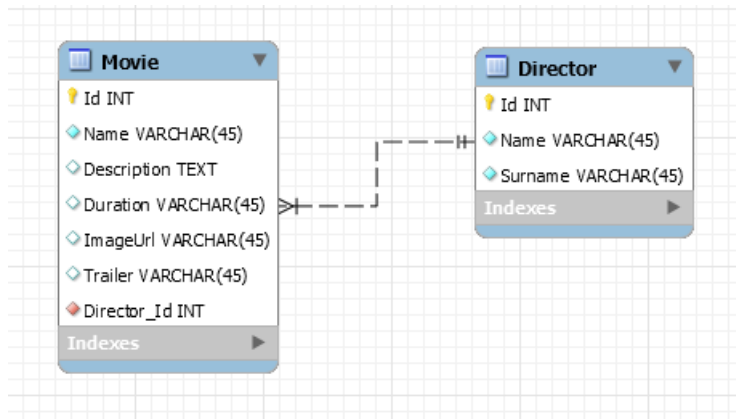 Movie
Id INT
Name VARCHAR(45)
Description TEXT
Duration VARCHAR(45)
ImageUrl VARCHAR(45)
Trailer VARCHAR(45)
Director_Id INT
Indexes
Director
Id INT
Name VARCHAR(45)
Surname VARCHAR(45)
Indexes